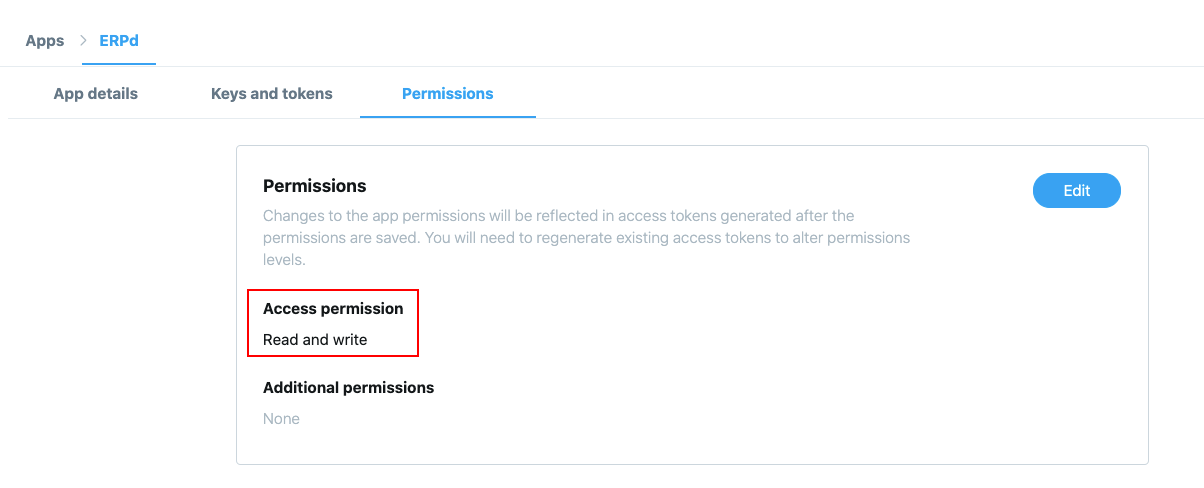 Apps > ERPd
App details Keys and tokens Permissions
Permissions
Edit
Changes to the app permissions will be reflected in access tokens generated after the
permissions are saved. You will need to regenerate existing access tokens to alter permissions
levels.
Access permission
Read and write
Additional permissions
None